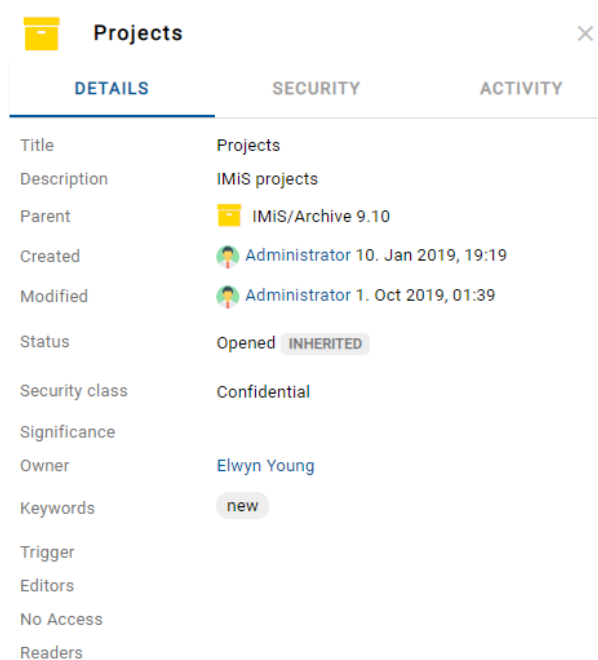 Projects
DETAILS SECURITY ACTIVITY
Title Projects
Description IMiS projects
Parent IMiS/Archive 9.10
Created Administrator 10. Jan 2019, 19:19
Modified Administrator 1. Oct 2019, 01:39
Status Opened INHERITED
Security class Confidential
Significance
Owner Elwyn Young
Keywords new
Trigger
Editors
No Access
Readers